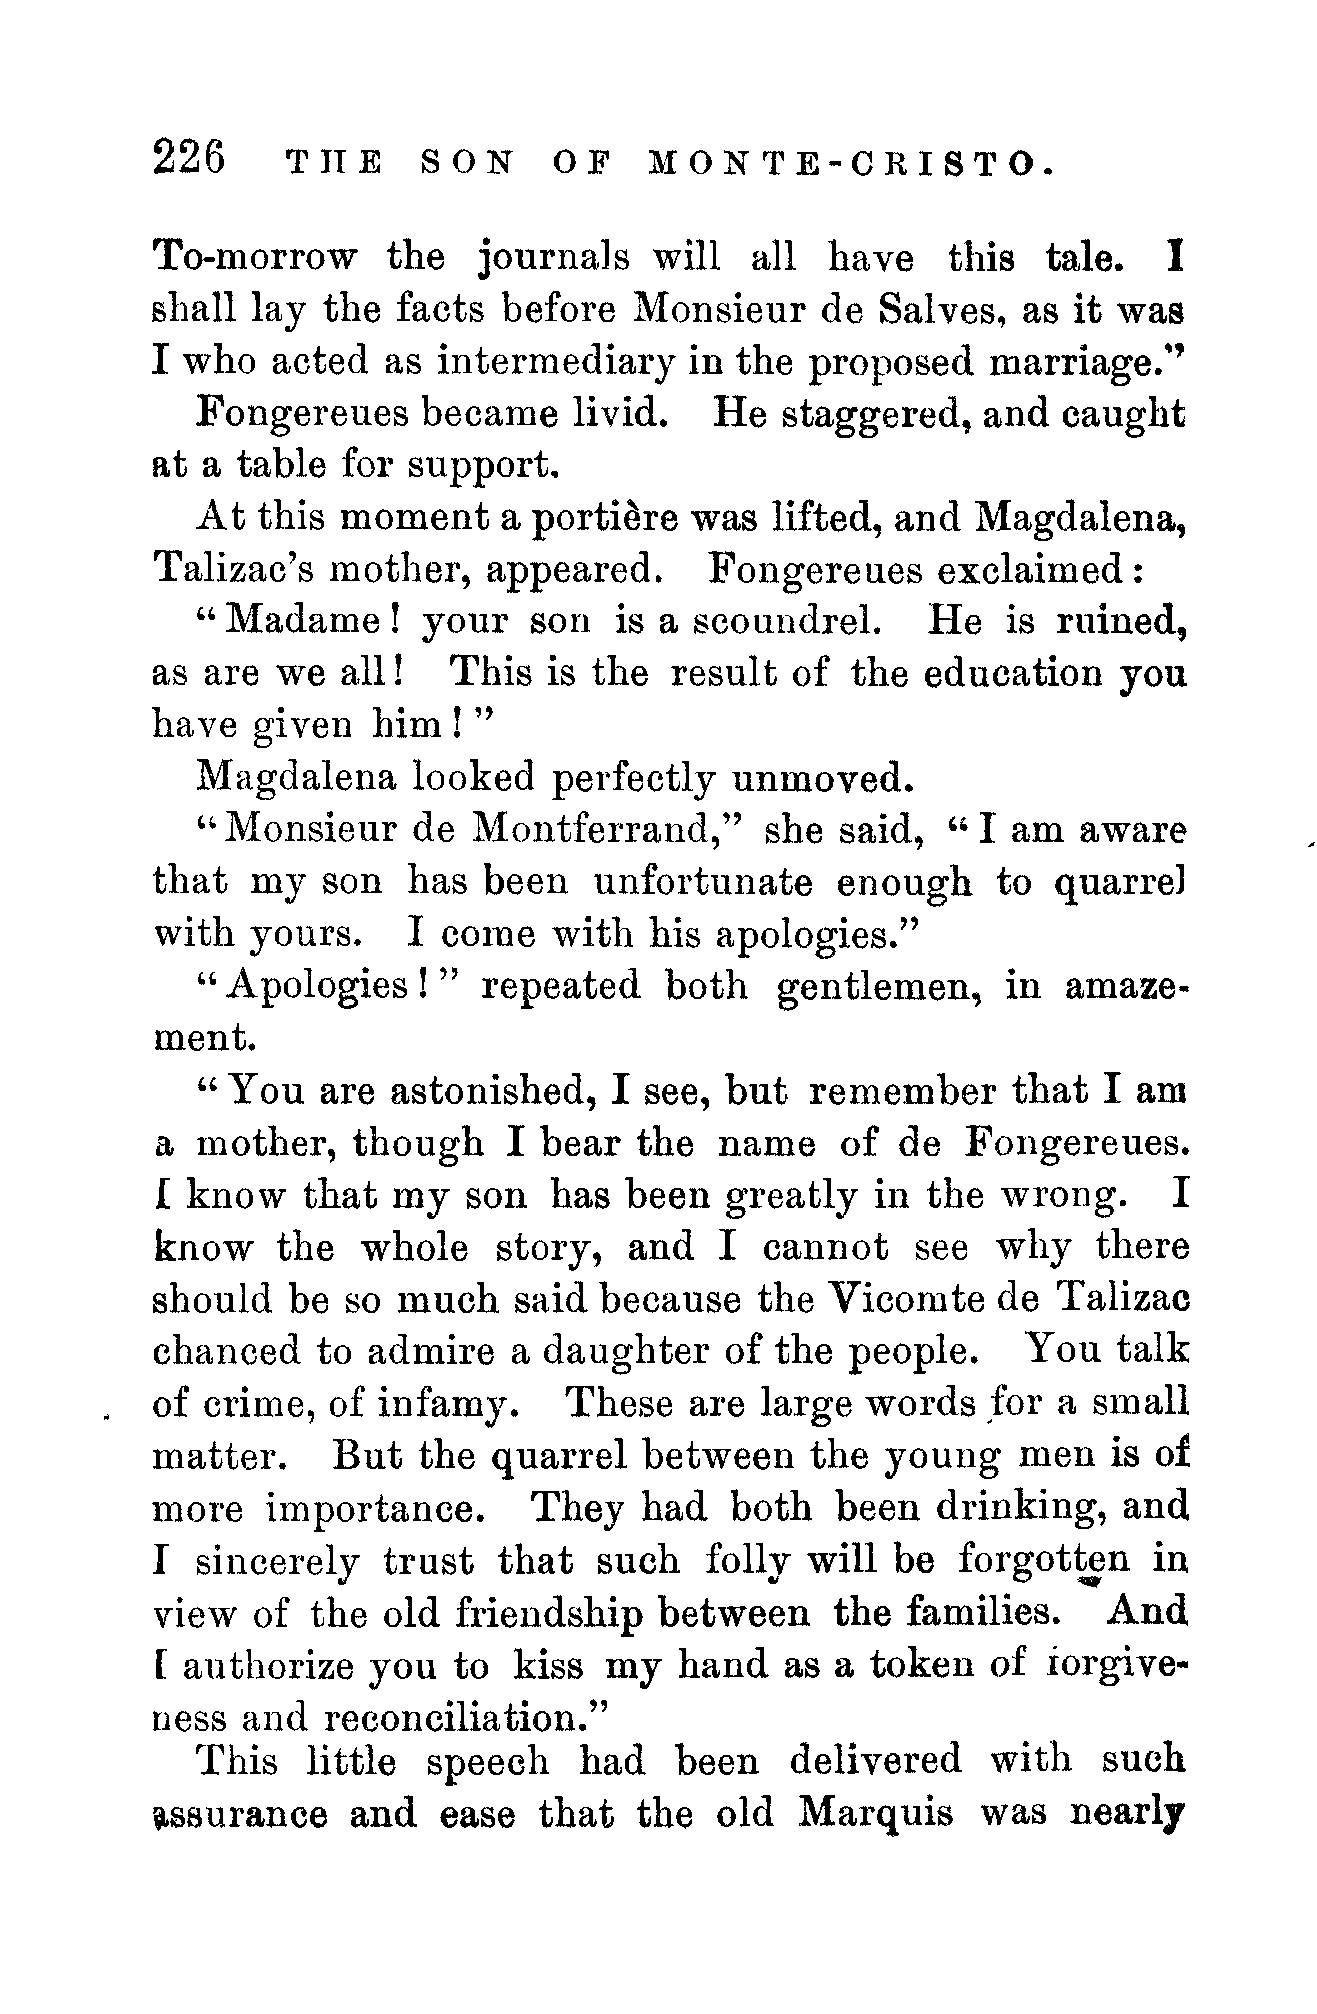 226 THE SON OF MONTE-CRISTO.
To-morrow the journals will all have this tale. I
shall lay the facts before Monsieur de Salves, as it was
I who acted as intermediary in the proposed marriage."
Fongereues became livid. He staggered, and caught
at a table for support.
At this moment a portière was lifted, and Magdalena,
Talizac's mother, appeared. Fongereues exclaimed:
"Madame! your son is a scoundrel. He is ruined,
as are we all! This is the result of the education you
have given him!"
Magdalena looked perfectly unmoved.
"Monsieur de Montferrand," she said, "I am aware
that my son has been unfortunate enough to quarrel
with yours. I come with his apologies."
"Apologies!" repeated both gentlemen, in amaze-
ment.
"You are astonished, I see, but remember that I am
a mother, though I bear the name of de Fongereues.
I know that my son has been greatly in the wrong. I
know the whole story, and I cannot see why there
should be so much said because the Vicomte de Talizac
chanced to admire a daughter of the people. You talk
of crime, of infamy. These are large words for a small
matter. But the quarrel between the young men is of
more importance. They had both been drinking, and
I sincerely trust that such folly will be forgotten in
view of the old friendship between the families. And
I authorize you to kiss my hand as a token of forgive-
ness and reconciliation."
This little speech had been delivered with such
assurance and ease that the old Marquis was nearly